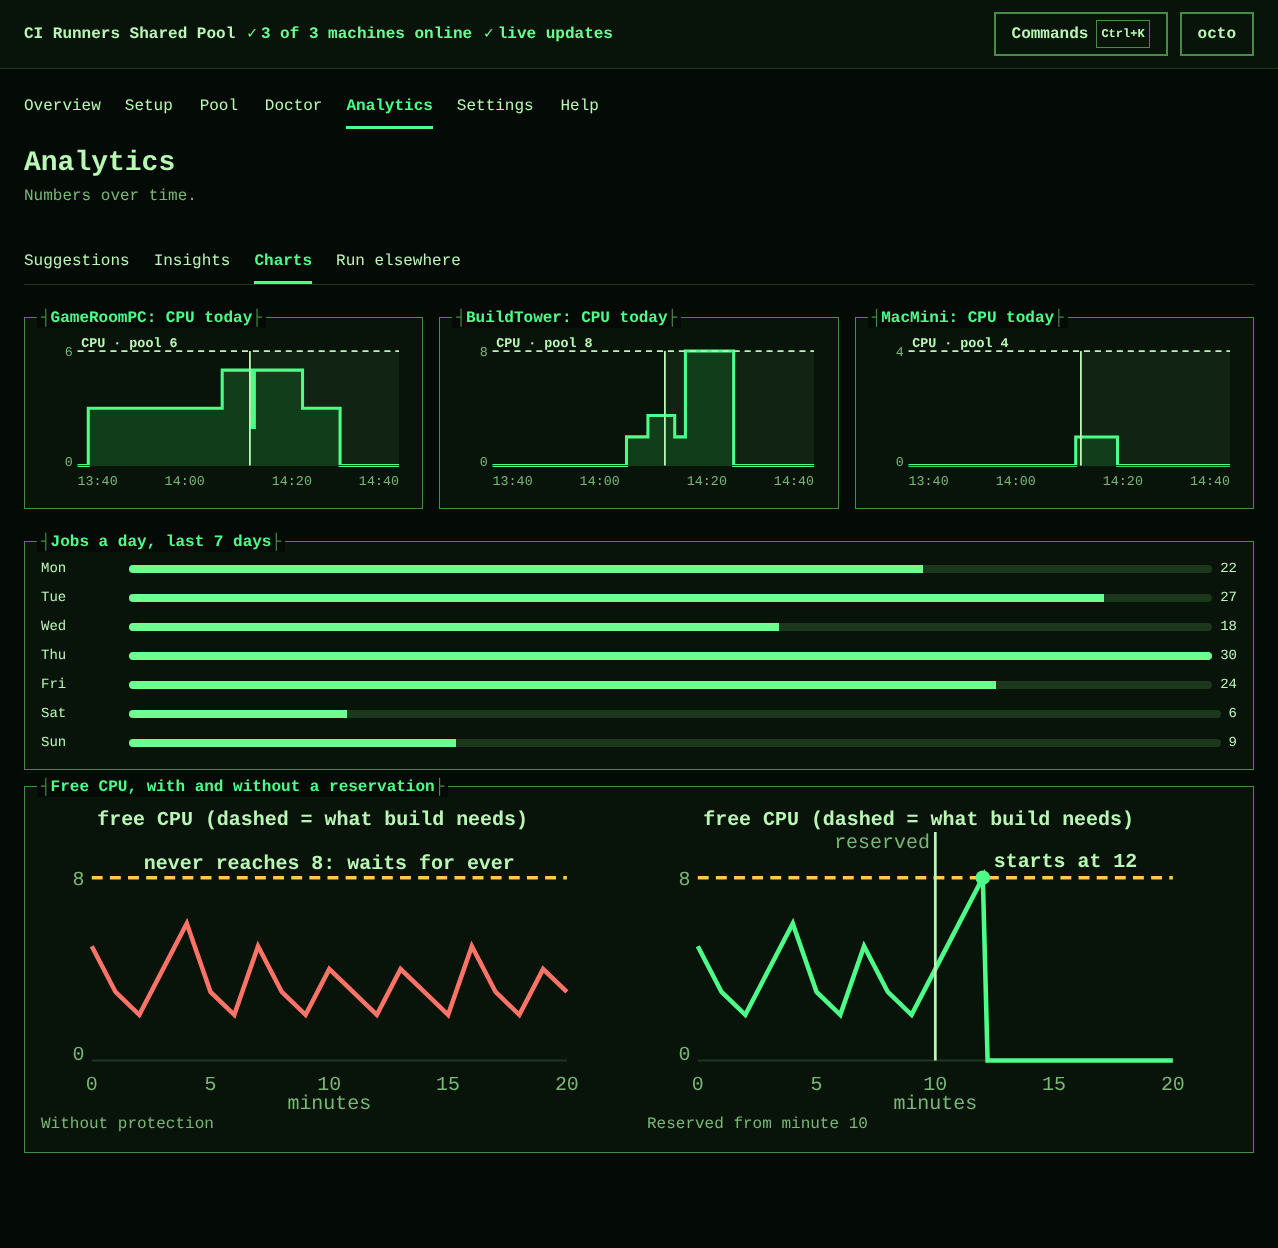 CI Runners Shared Pool ✓ 3 of 3 machines online ✓ live updates Commands Ctrl+K octo
Overview Setup Pool Doctor Analytics Settings Help
Analytics
Numbers over time.
Suggestions Insights Charts Run elsewhere
GameRoomPC: CPU today
CPU · pool 6
6
0
13:40 14:00 14:20 14:40
BuildTower: CPU today
CPU · pool 8
8
0
13:40 14:00 14:20 14:40
MacMini: CPU today
CPU · pool 4
4
0
13:40 14:00 14:20 14:40
Jobs a day, last 7 days
Mon 22
Tue 27
Wed 18
Thu 30
Fri 24
Sat 6
Sun 9
Free CPU, with and without a reservation
free CPU (dashed = what build needs)
never reaches 8: waits for ever
8
0
0 5 10 15 20
minutes
Without protection
free CPU (dashed = what build needs)
reserved
starts at 12
8
0
0 5 10 15 20
minutes
Reserved from minute 10